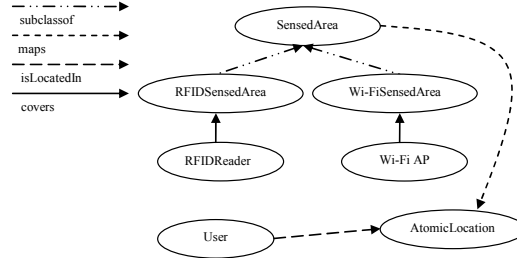 subclassof
maps
isLocatedIn
covers
SensedArea
RFIDSensedArea
Wi-FiSensedArea
RFIDReader
Wi-Fi AP
User
AtomicLocation